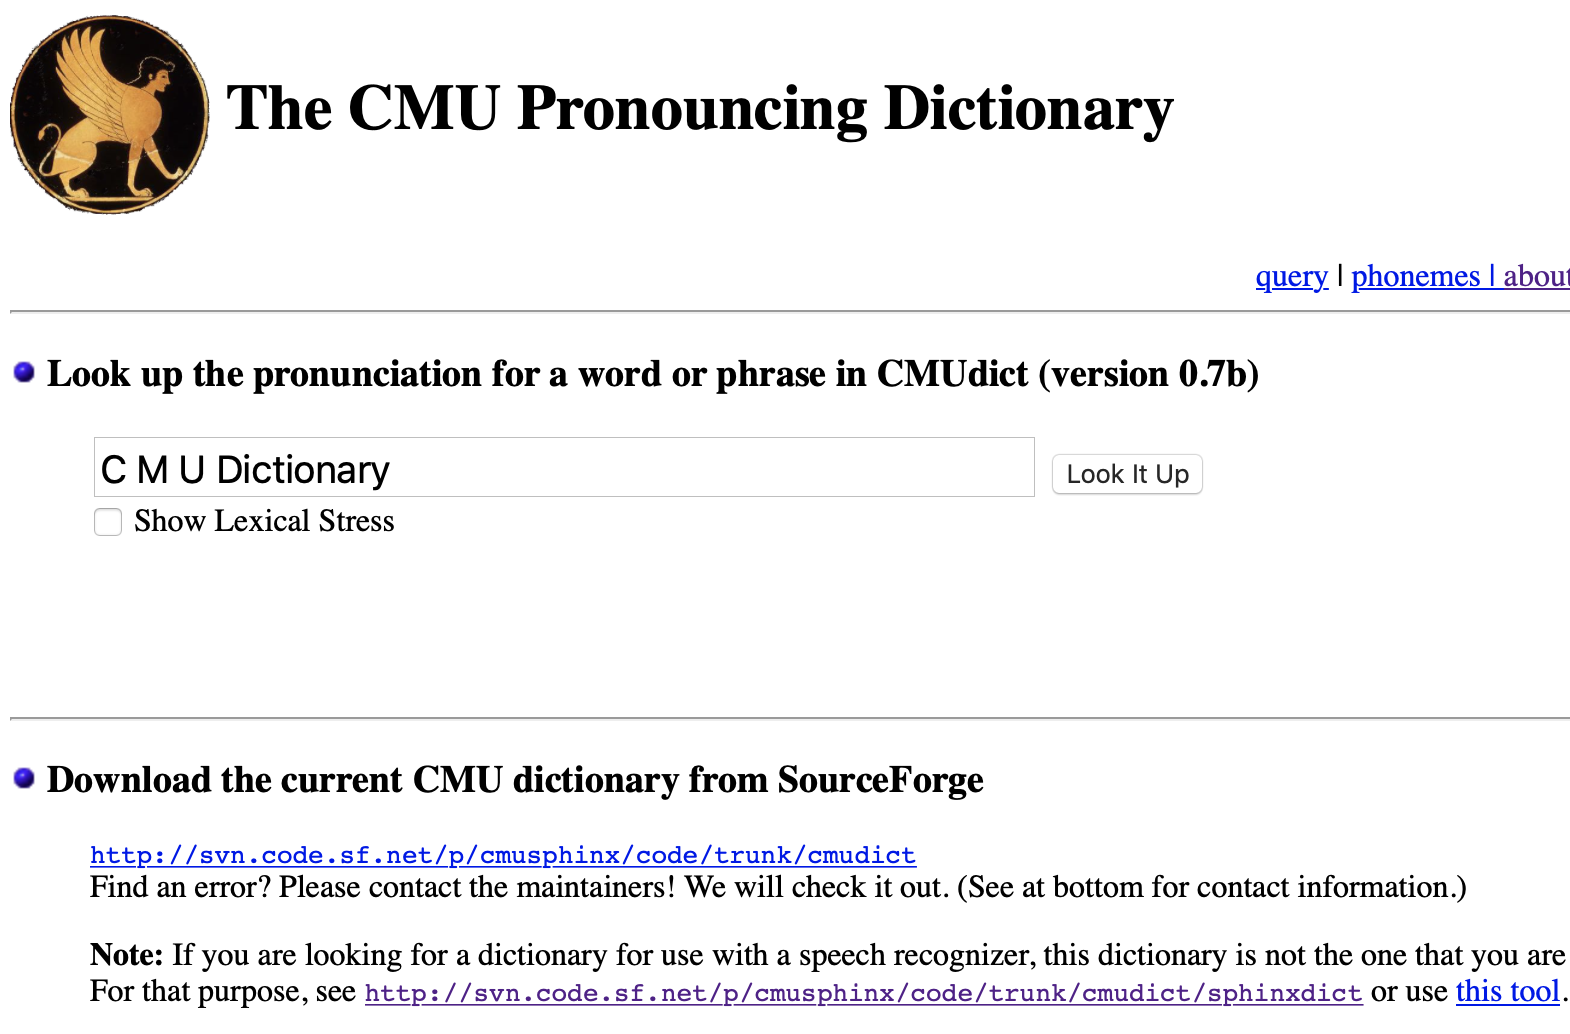 The CMU Pronouncing Dictionary
query | phonemes | about
Look up the pronunciation for a word or phrase in CMUdict (version 0.7b)
C M U Dictionary Look It Up
Show Lexical Stress
Download the current CMU dictionary from SourceForge
http://svn.code.sf.net/p/cmusphinx/code/trunk/cmudict
Find an error? Please contact the maintainers! We will check it out. (See at bottom for contact information.)
Note: If you are looking for a dictionary for use with a speech recognizer, this dictionary is not the one that you are
For that purpose, see http://svn.code.sf.net/p/cmusphinx/code/trunk/cmudict/sphinxdict or use this tool.